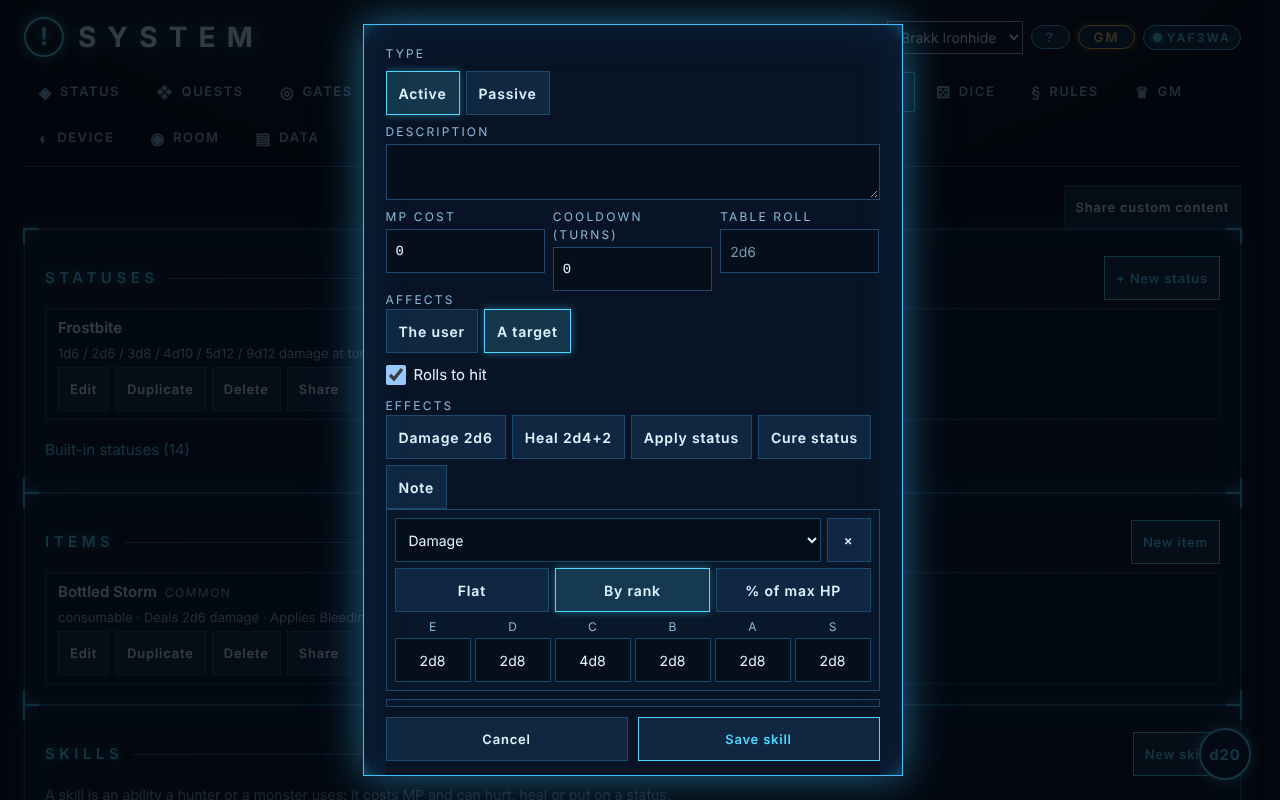 ! SYSTEM
Brakk Ironhide ? GM YAF3WA
STATUS QUESTS GATES DICE § RULES GM
DEVICE ROOM DATA
Share custom content
STATUSES
+ New status
Frostbite
1d6 / 2d6 / 3d8 / 4d10 / 5d12 / 9d12 damage at tur
Edit Duplicate Delete Share
Built-in statuses (14)
ITEMS
New item
Bottled Storm COMMON
consumable · Deals 2d6 damage · Applies Bleedin
Edit Duplicate Delete Share
SKILLS
New ski
d20
A skill is an ability a hunter or a monster uses: it costs MP and can hurt, heal or put on a status.
TYPE
Active Passive
DESCRIPTION
MP COST COOLDOWN (TURNS) TABLE ROLL
0 0 2d6
AFFECTS
The user A target
Rolls to hit
EFFECTS
Damage 2d6 Heal 2d4+2 Apply status Cure status
Note
Damage ×
Flat By rank % of max HP
E D C B A S
2d8 2d8 4d8 2d8 2d8 2d8
Cancel Save skill